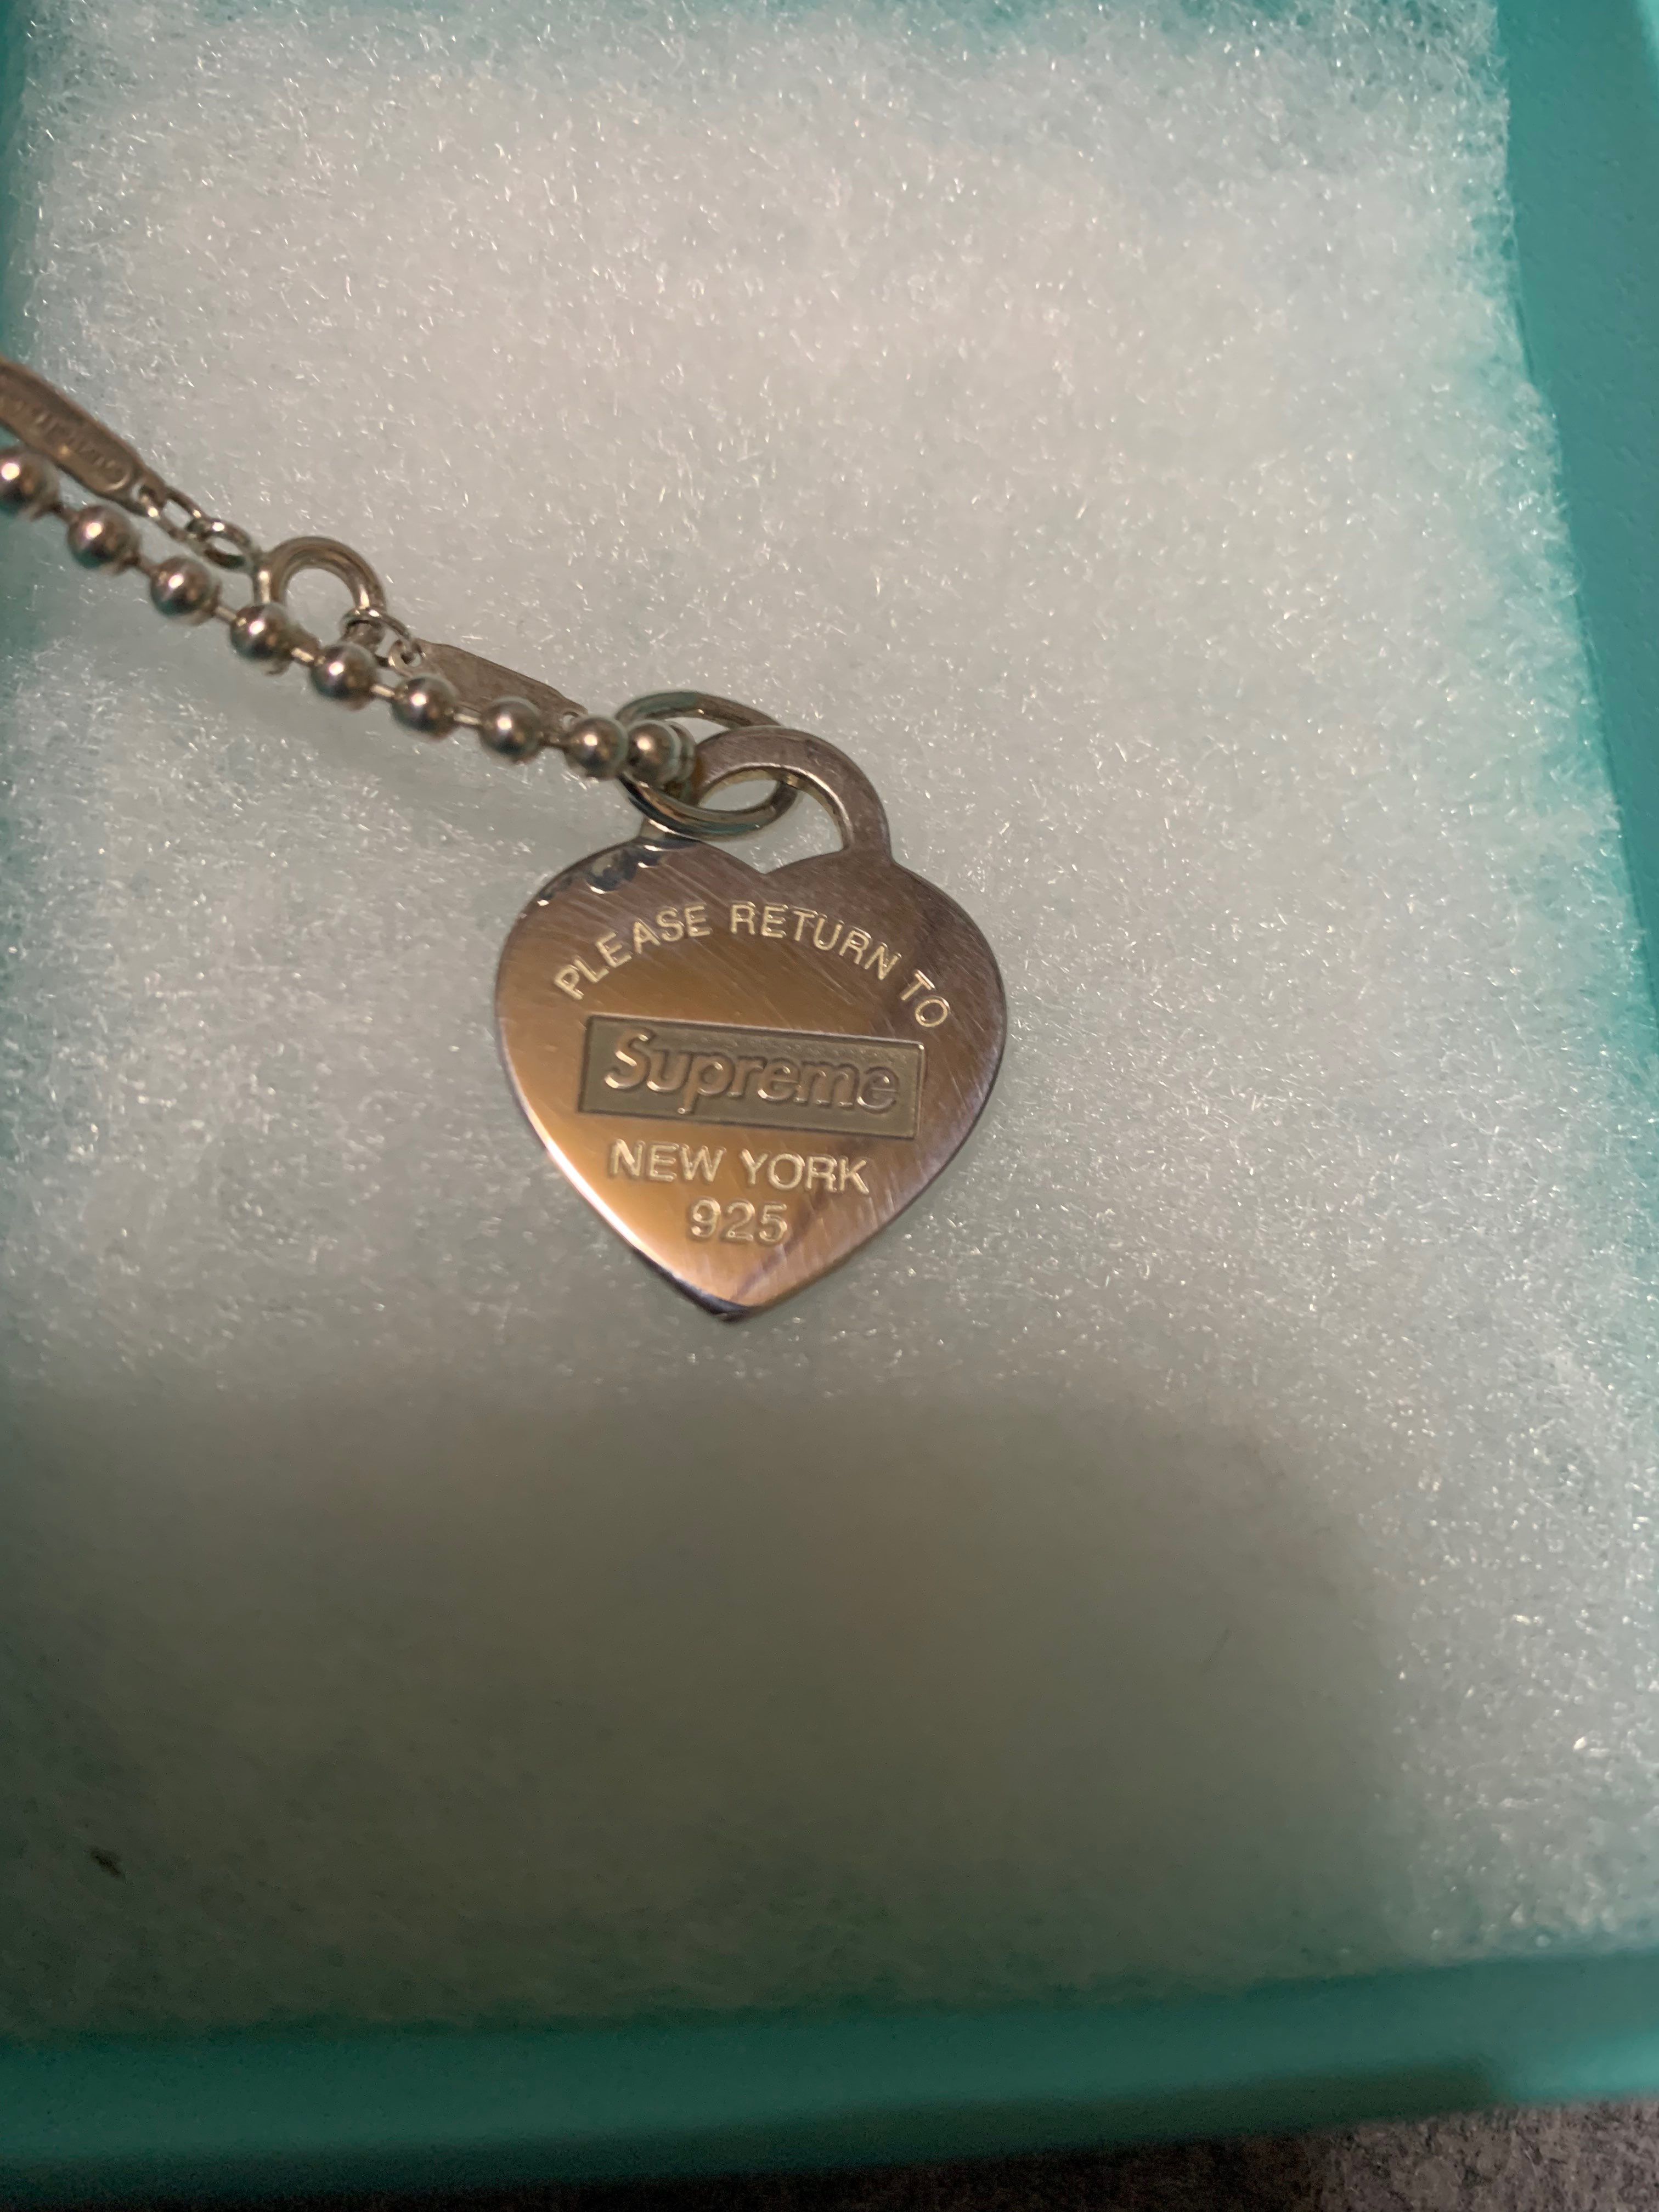 PLEASE RETURN TO
Supreme
NEW YORK
925